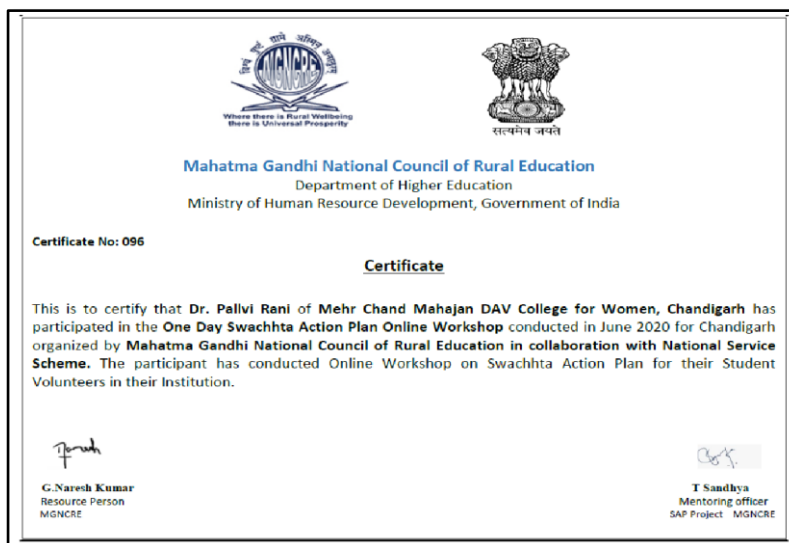 विश्वं पुष्टं ग्रामे अस्मिन् अनातुरम्
MGNCRE
Where there is Rural Wellbeing
there is Universal Prosperity
सत्यमेव जयते
Mahatma Gandhi National Council of Rural Education
Department of Higher Education
Ministry of Human Resource Development, Government of India
Certificate No: 096
Certificate
This is to certify that Dr. Pallvi Rani of Mehr Chand Mahajan DAV College for Women, Chandigarh has
participated in the One Day Swachhta Action Plan Online Workshop conducted in June 2020 for Chandigarh
organized by Mahatma Gandhi National Council of Rural Education in collaboration with National Service
Scheme. The participant has conducted Online Workshop on Swachhta Action Plan for their Student
Volunteers in their Institution.
Naresh
G.Naresh Kumar
Resource Person
MGNCRE
T Sandhya
Mentoring officer
SAP Project MGNCRE